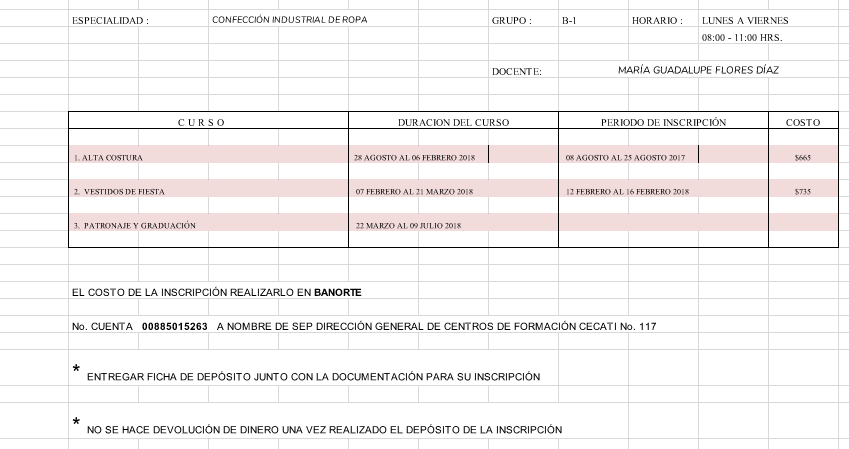 ESPECIALIDAD : CONFECCIÓN INDUSTRIAL DE ROPA GRUPO : B-1 HORARIO : LUNES A VIERNES
08:00 - 11:00 HRS.
DOCENTE: MARÍA GUADALUPE FLORES DÍAZ
C U R S O DURACION DEL CURSO PERIODO DE INSCRIPCIÓN COSTO
1. ALTA COSTURA 28 AGOSTO AL 06 FEBRERO 2018 08 AGOSTO AL 25 AGOSTO 2017 $665
2. VESTIDOS DE FIESTA 07 FEBRERO AL 21 MARZO 2018 12 FEBRERO AL 16 FEBRERO 2018 $735
3. PATRONAJE Y GRADUACIÓN 22 MARZO AL 09 JULIO 2018
EL COSTO DE LA INSCRIPCIÓN REALIZARLO EN BANORTE
No. CUENTA 00885015263 A NOMBRE DE SEP DIRECCIÓN GENERAL DE CENTROS DE FORMACIÓN CECATI No. 117
* ENTREGAR FICHA DE DEPÓSITO JUNTO CON LA DOCUMENTACIÓN PARA SU INSCRIPCIÓN
* NO SE HACE DEVOLUCIÓN DE DINERO UNA VEZ REALIZADO EL DEPÓSITO DE LA INSCRIPCIÓN